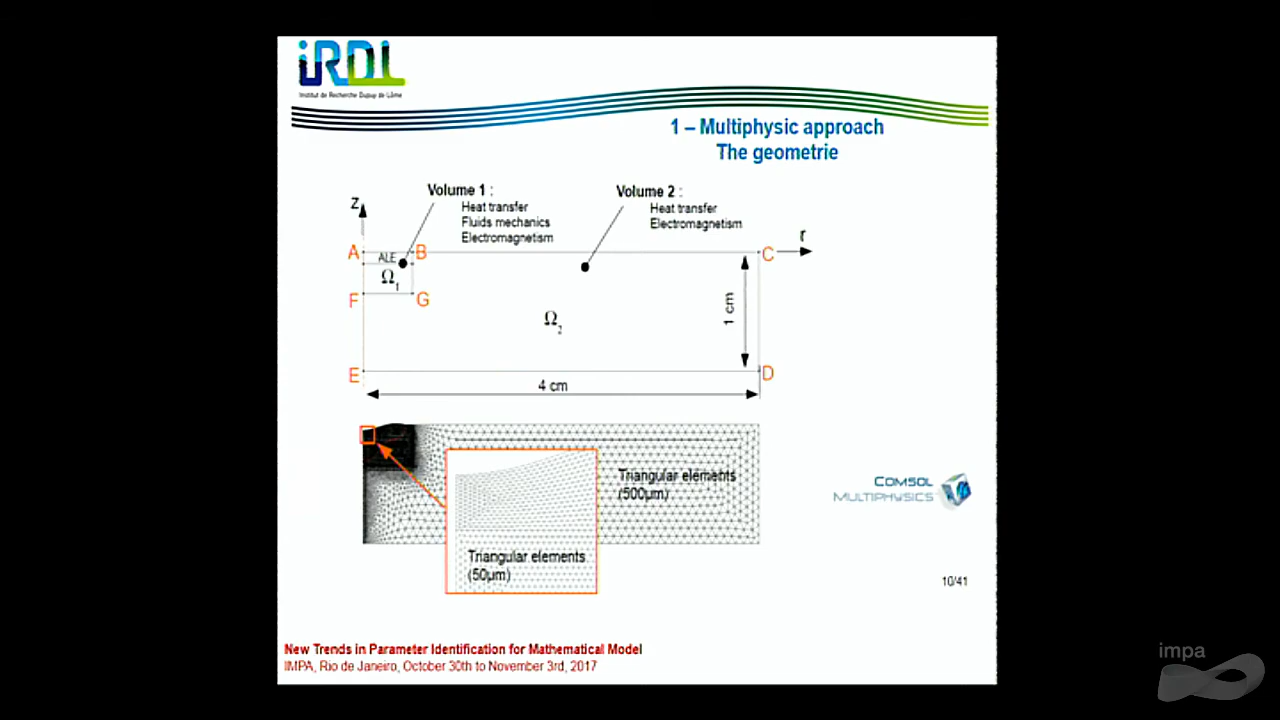 iRDL
Institut de Recherche Dupuy de Lôme
1 – Multiphysic approach
The geometrie
Volume 1 :
Heat transfer
Fluids mechanics
Electromagnetism
Volume 2 :
Heat transfer
Electromagnetism
z
r
A
B
C
ALE
Ω1
F
G
Ω2
1 cm
E
D
4 cm
Triangular elements
(500µm)
Triangular elements
(50µm)
COMSOL
MULTIPHYSICS
10/41
New Trends in Parameter Identification for Mathematical Model
IMPA, Rio de Janeiro, October 30th to November 3rd, 2017
impa